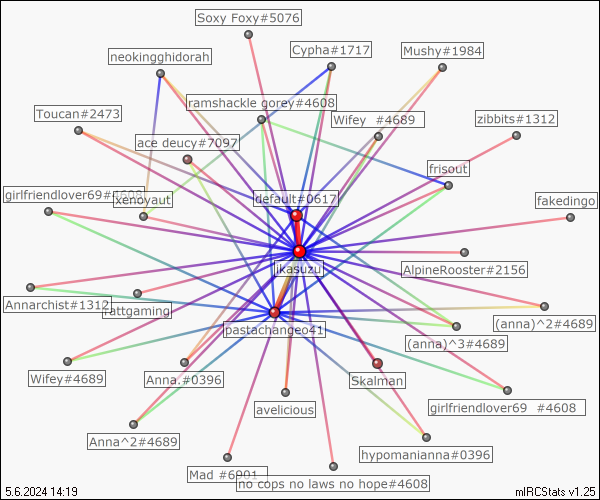 Soxy Foxy#5076
Cypha#1717
Mushy#1984
neokingghidorah
ramshackle gorey#4608
Toucan#2473
Wifey #4689
zibbits#1312
ace deucy#7097
frisout
girlfriendlover69#4608
xenoyaut
default#0617
fakedingo
jikasuzu
AlpineRooster#2156
Annarchist#1312
rattgaming
(anna)^2#4689
pastachangeo41
(anna)^3#4689
Wifey#4689
Anna.#0396
Skalman
avelicious
girlfriendlover69 #4608
Anna^2#4689
hypomanianna#0396
Mad #6901
no cops no laws no hope#4608
5.6.2024 14:19
mIRCStats v1.25